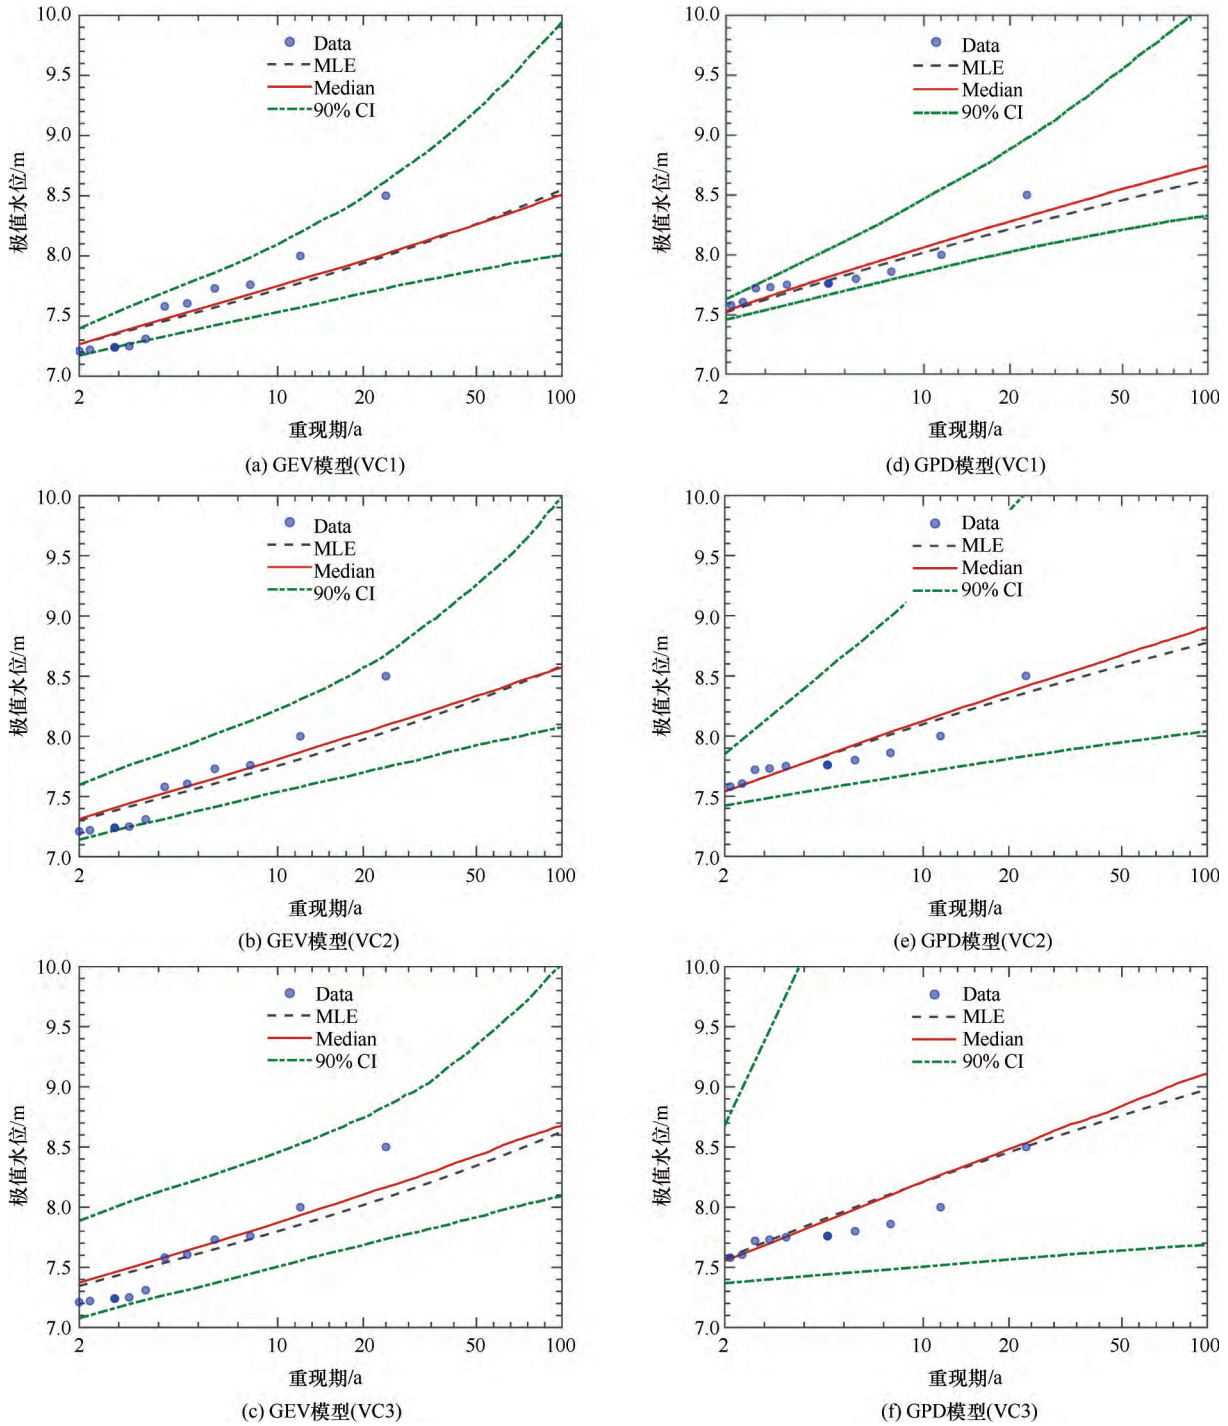 10.0
9.5
9.0
8.5
8.0
7.5
7.0
极值水位/m
Data
MLE
Median
90% CI
2
10
20
50
100
重现期/a
(a) GEV模型(VC1)
10.0
9.5
9.0
8.5
8.0
7.5
7.0
极值水位/m
Data
MLE
Median
90% CI
2
10
20
50
100
重现期/a
(d) GPD模型(VC1)
10.0
9.5
9.0
8.5
8.0
7.5
7.0
极值水位/m
Data
MLE
Median
90% CI
2
10
20
50
100
重现期/a
(b) GEV模型(VC2)
10.0
9.5
9.0
8.5
8.0
7.5
7.0
极值水位/m
Data
MLE
Median
90% CI
2
10
20
50
100
重现期/a
(e) GPD模型(VC2)
10.0
9.5
9.0
8.5
8.0
7.5
7.0
极值水位/m
Data
MLE
Median
90% CI
2
10
20
50
100
重现期/a
(c) GEV模型(VC3)
10.0
9.5
9.0
8.5
8.0
7.5
7.0
极值水位/m
Data
MLE
Median
90% CI
2
10
20
50
100
重现期/a
(f) GPD模型(VC3)